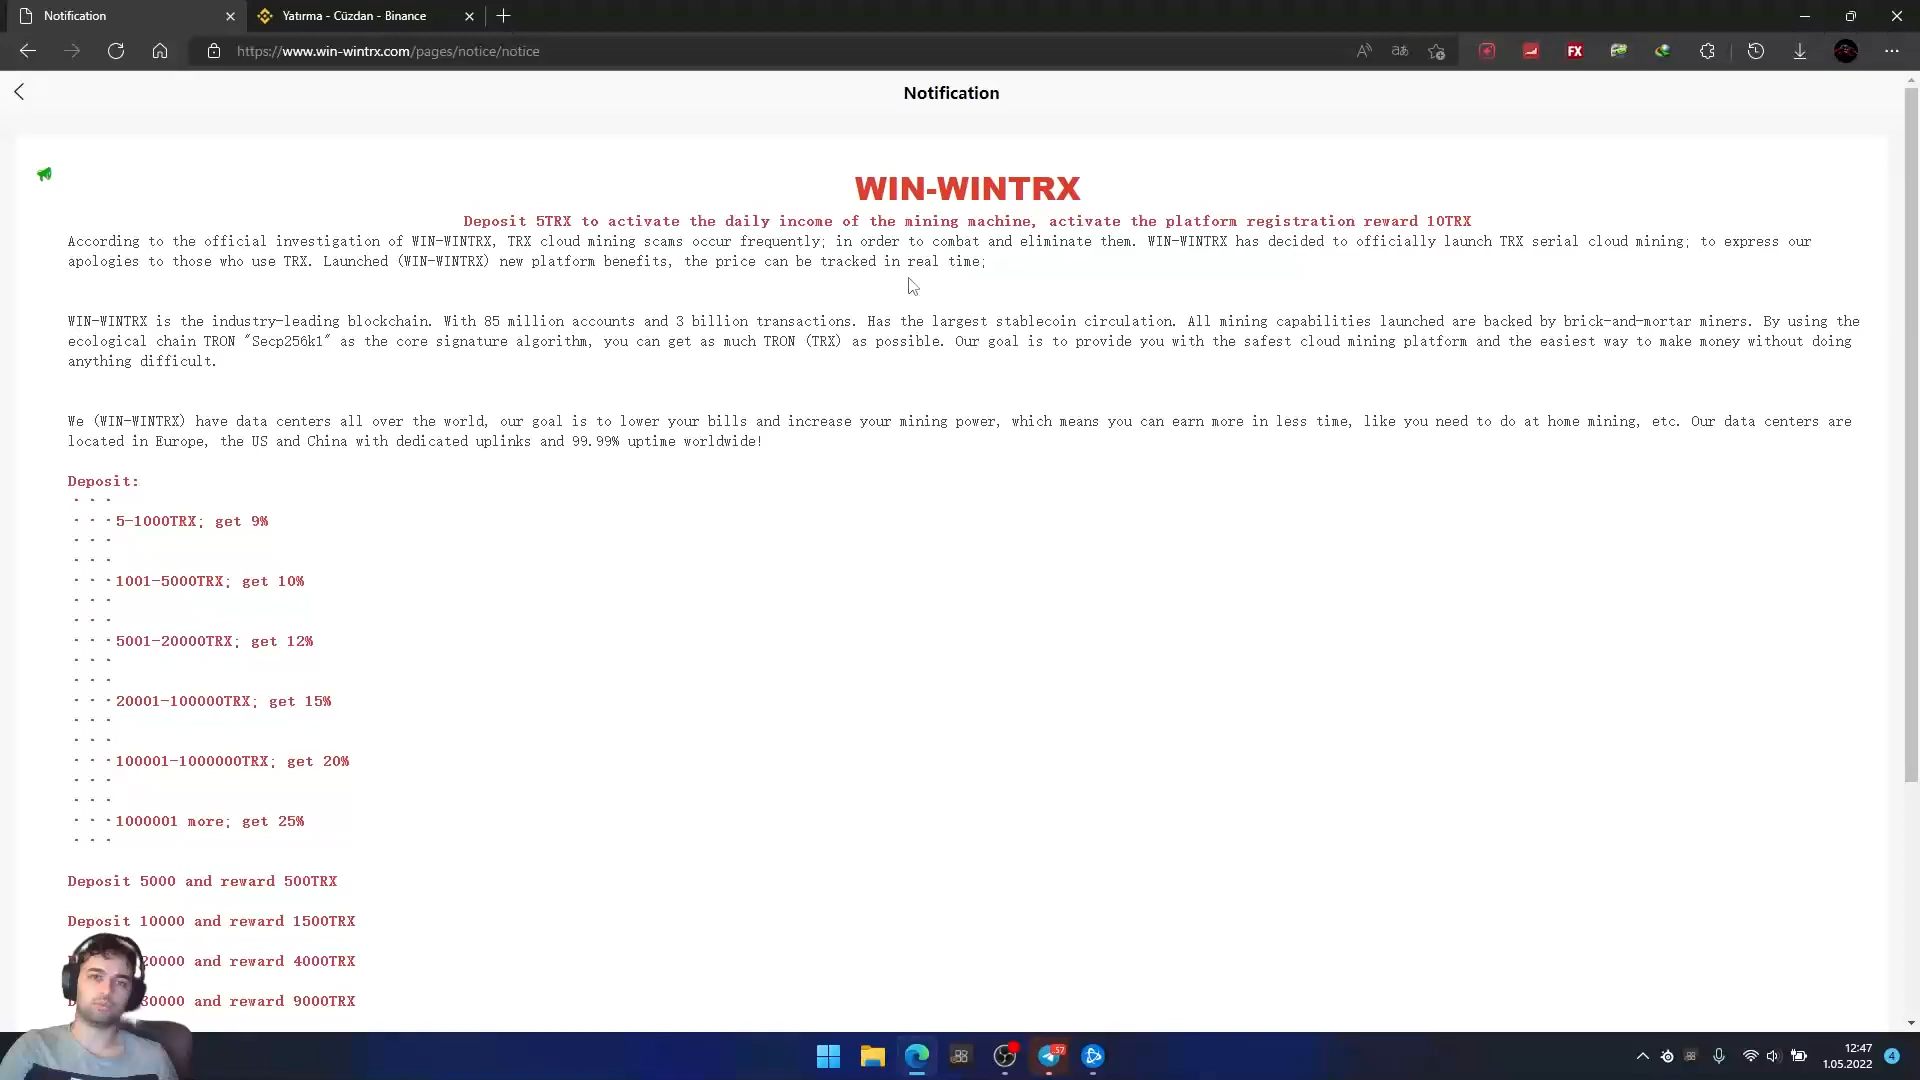 Notification
Yatırma - Cüzdan - Binance
https://www.win-wintrx.com/pages/notice/notice
FX
Notification
WIN-WINTRX
Deposit 5TRX to activate the daily income of the mining machine, activate the platform registration reward 10TRX
According to the official investigation of WIN-WINTRX, TRX cloud mining scams occur frequently; in order to combat and eliminate them. WIN-WINTRX has decided to officially launch TRX serial cloud mining; to express our
apologies to those who use TRX. Launched (WIN-WINTRX) new platform benefits, the price can be tracked in real time;
WIN-WINTRX is the industry-leading blockchain. With 85 million accounts and 3 billion transactions. Has the largest stablecoin circulation. All mining capabilities launched are backed by brick-and-mortar miners. By using the
ecological chain TRON "Secp256k1" as the core signature algorithm, you can get as much TRON (TRX) as possible. Our goal is to provide you with the safest cloud mining platform and the easiest way to make money without doing
anything difficult.
We (WIN-WINTRX) have data centers all over the world, our goal is to lower your bills and increase your mining power, which means you can earn more in less time, like you need to do at home mining, etc. Our data centers are
located in Europe, the US and China with dedicated uplinks and 99.99% uptime worldwide!
Deposit:
5-1000TRX; get 9%
1001-5000TRX; get 10%
5001-20000TRX; get 12%
20001-100000TRX; get 15%
100001-1000000TRX; get 20%
1000001 more; get 25%
Deposit 5000 and reward 500TRX
Deposit 10000 and reward 1500TRX
20000 and reward 4000TRX
30000 and reward 9000TRX
57
12:47
1.05.2022
4